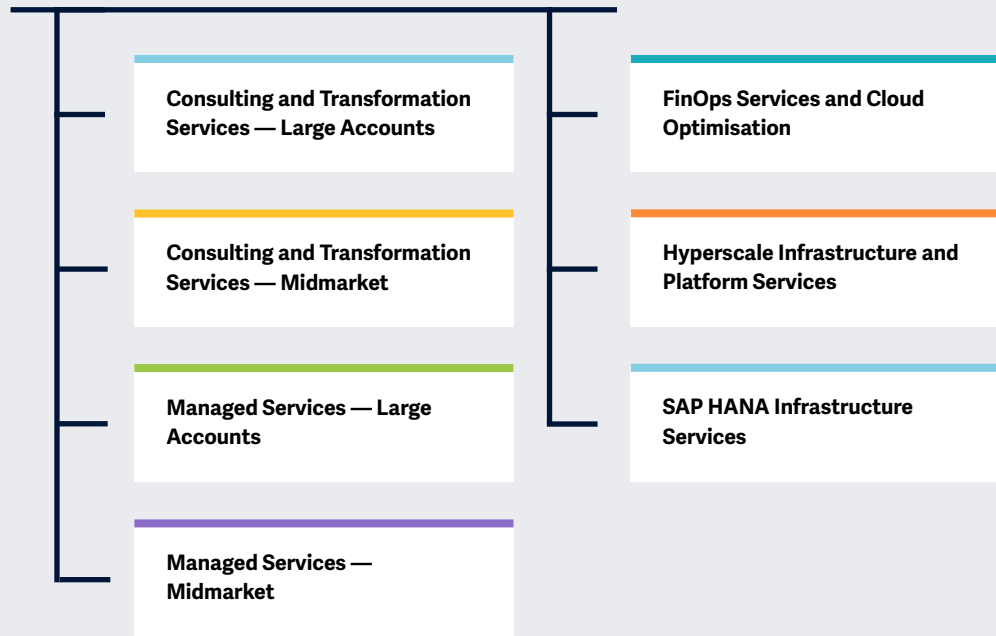 Consulting and Transformation
Services — Large Accounts
Consulting and Transformation
Services — Midmarket
Managed Services — Large
Accounts
Managed Services —
Midmarket
FinOps Services and Cloud
Optimisation
Hyperscale Infrastructure and
Platform Services
SAP HANA Infrastructure
Services